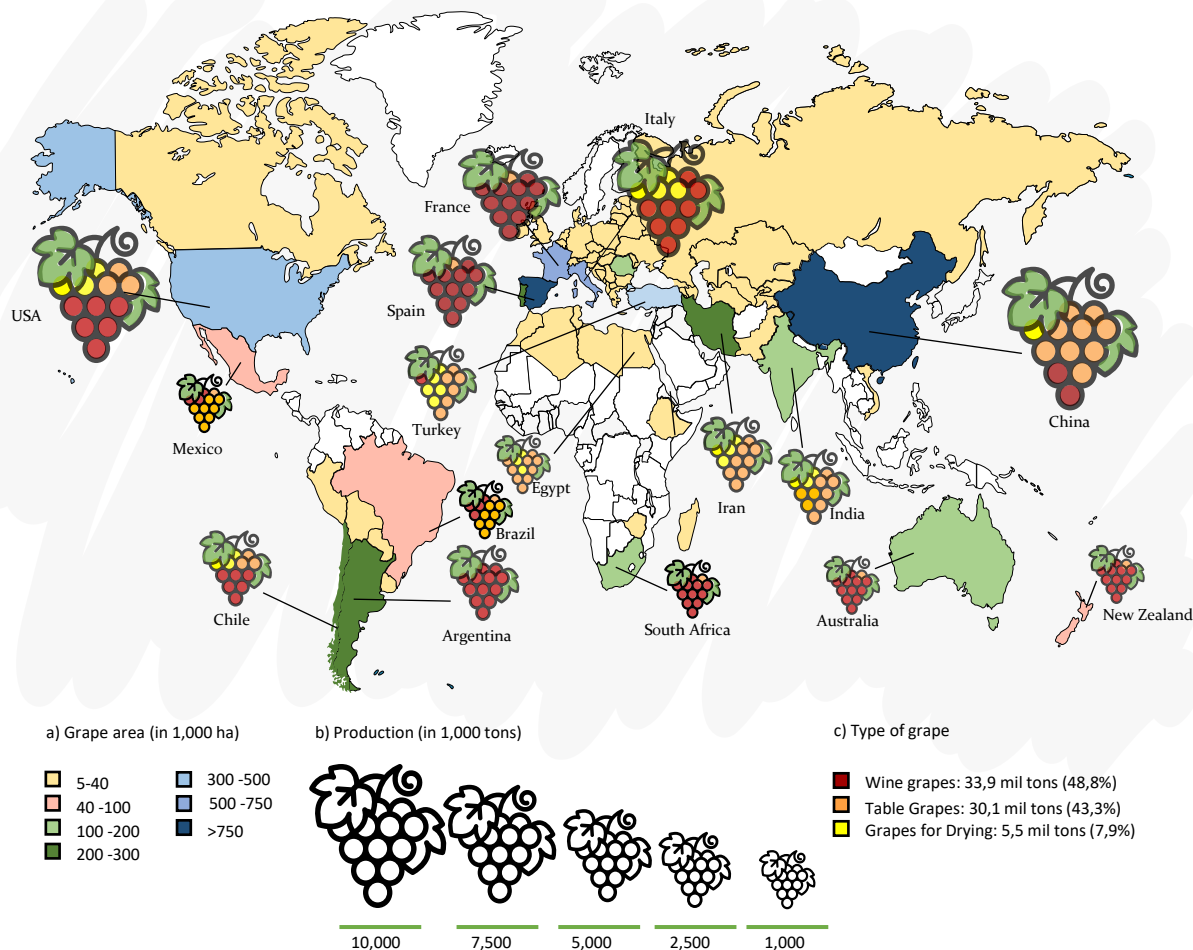 Italy
France
USA
Spain
China
Turkey
Mexico
Egypt
Iran
India
Brazil
Chile
Argentina
South Africa
Australia
New Zealand
a) Grape area (in 1,000 ha)
5-40
40 -100
100 -200
200 -300
300 -500
500 -750
>750
b) Production (in 1,000 tons)
10,000
7,500
5,000
2,500
1,000
c) Type of grape
Wine grapes: 33,9 mil tons (48,8%)
Table Grapes: 30,1 mil tons (43,3%)
Grapes for Drying: 5,5 mil tons (7,9%)